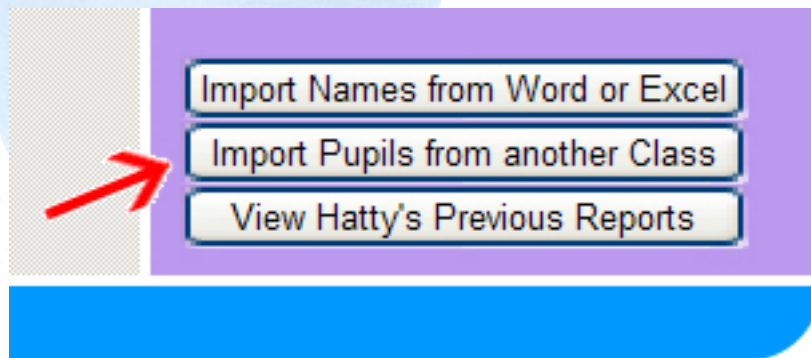 Import Names from Word or Excel
Import Pupils from another Class
View Hatty's Previous Reports